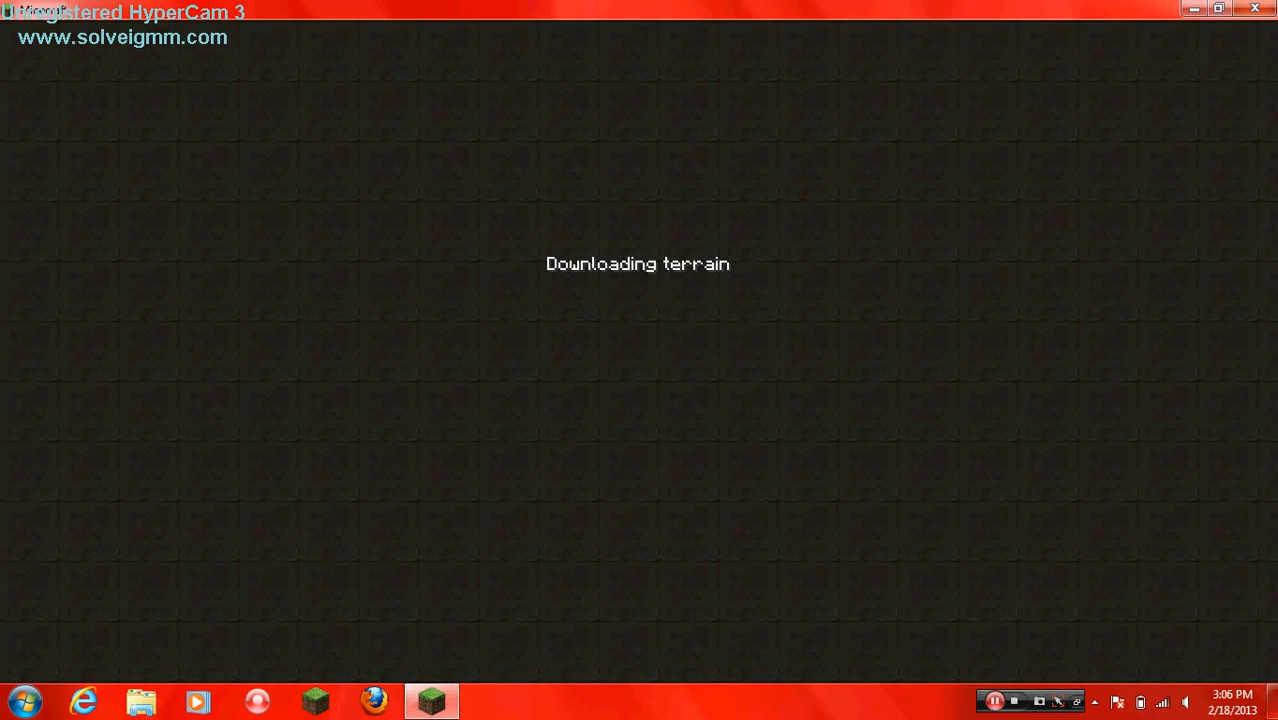 Unregistered HyperCam 3
www.solveigmm.com
Downloading terrain
3:06 PM
2/18/2013